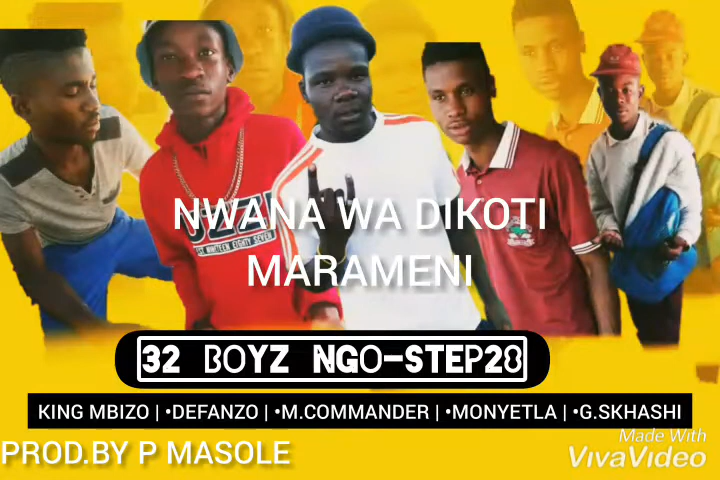 NWANA WA DIKOTI
MARAMENI
32 BOYZ NGO-STEP28
KING MBIZO | •DEFANZO | •M.COMMANDER | •MONYETLA | •G.SKHASHI
PROD.BY P MASOLE
Made With
VivaVideo